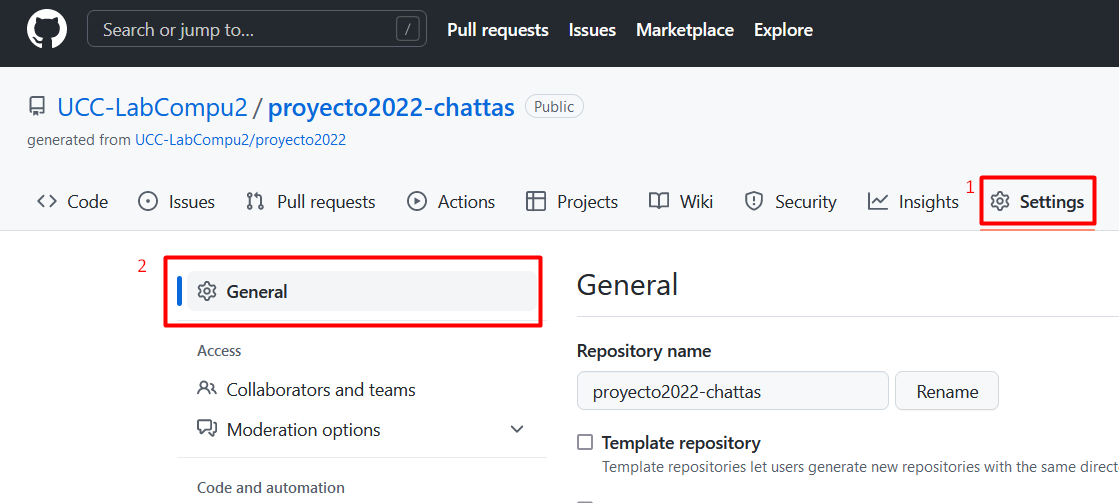 Search or jump to... / Pull requests Issues Marketplace Explore
UCC-LabCompu2 / proyecto2022-chattas Public
generated from UCC-LabCompu2/proyecto2022
Code Issues Pull requests Actions Projects Wiki Security Insights 1 Settings
2 General
General
Access
Repository name
Collaborators and teams
proyecto2022-chattas Rename
Moderation options
Template repository
Template repositories let users generate new repositories with the same direct
Code and automation